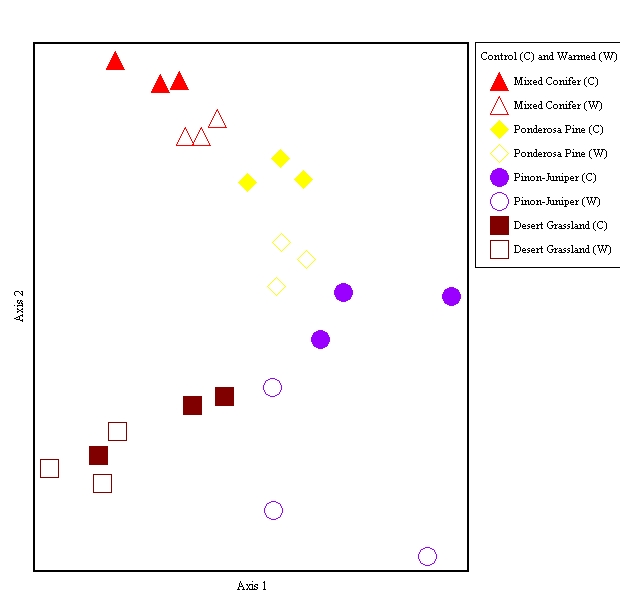 Control (C) and Warmed (W)
Mixed Conifer (C)
Mixed Conifer (W)
Ponderosa Pine (C)
Ponderosa Pine (W)
Pinon-Juniper (C)
Pinon-Juniper (W)
Desert Grassland (C)
Desert Grassland (W)
Axis 2
Axis 1